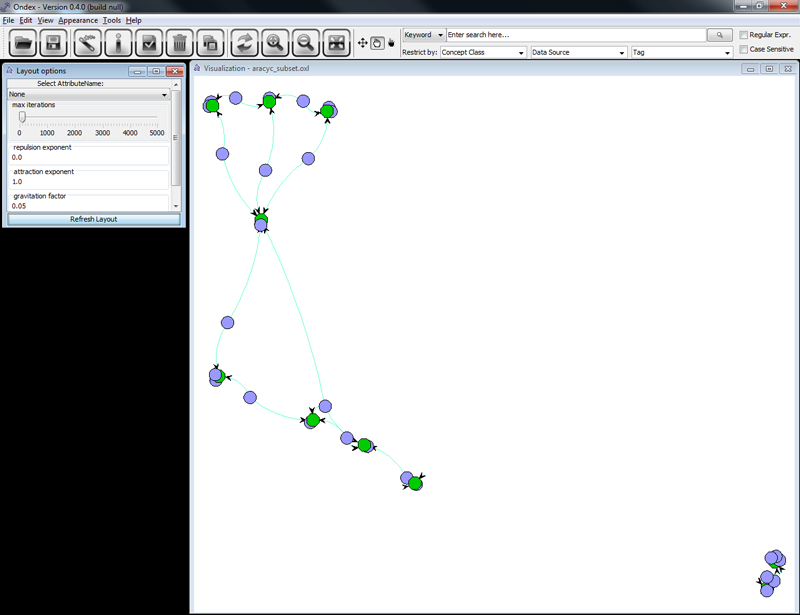 Ondex - Version 0.4.0 (build null)
File Edit View Appearance Tools Help
Keyword Enter search here... Regular Expr.
Restrict by: Concept Class Data Source Tag Case Sensitive
Layout options
Select AttributeName:
None
max iterations
0 1000 2000 3000 4000 5000
repulsion exponent
0.0
attraction exponent
1.0
gravitation factor
0.05
Refresh Layout
Visualization - aracyc_subset.oxl